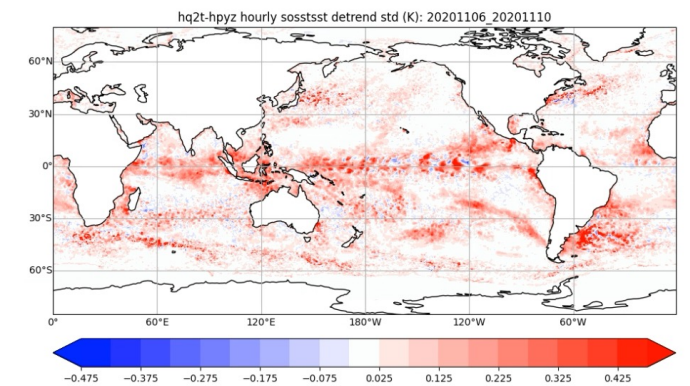 hq2t-hpyz hourly sosstsst detrend std (K): 20201106_20201110
60°N
30°N
0°
30°S
60°S
0° 60°E 120°E 180°W 120°W 60°W
−0.475 −0.375 −0.275 −0.175 −0.075 0.025 0.125 0.225 0.325 0.425